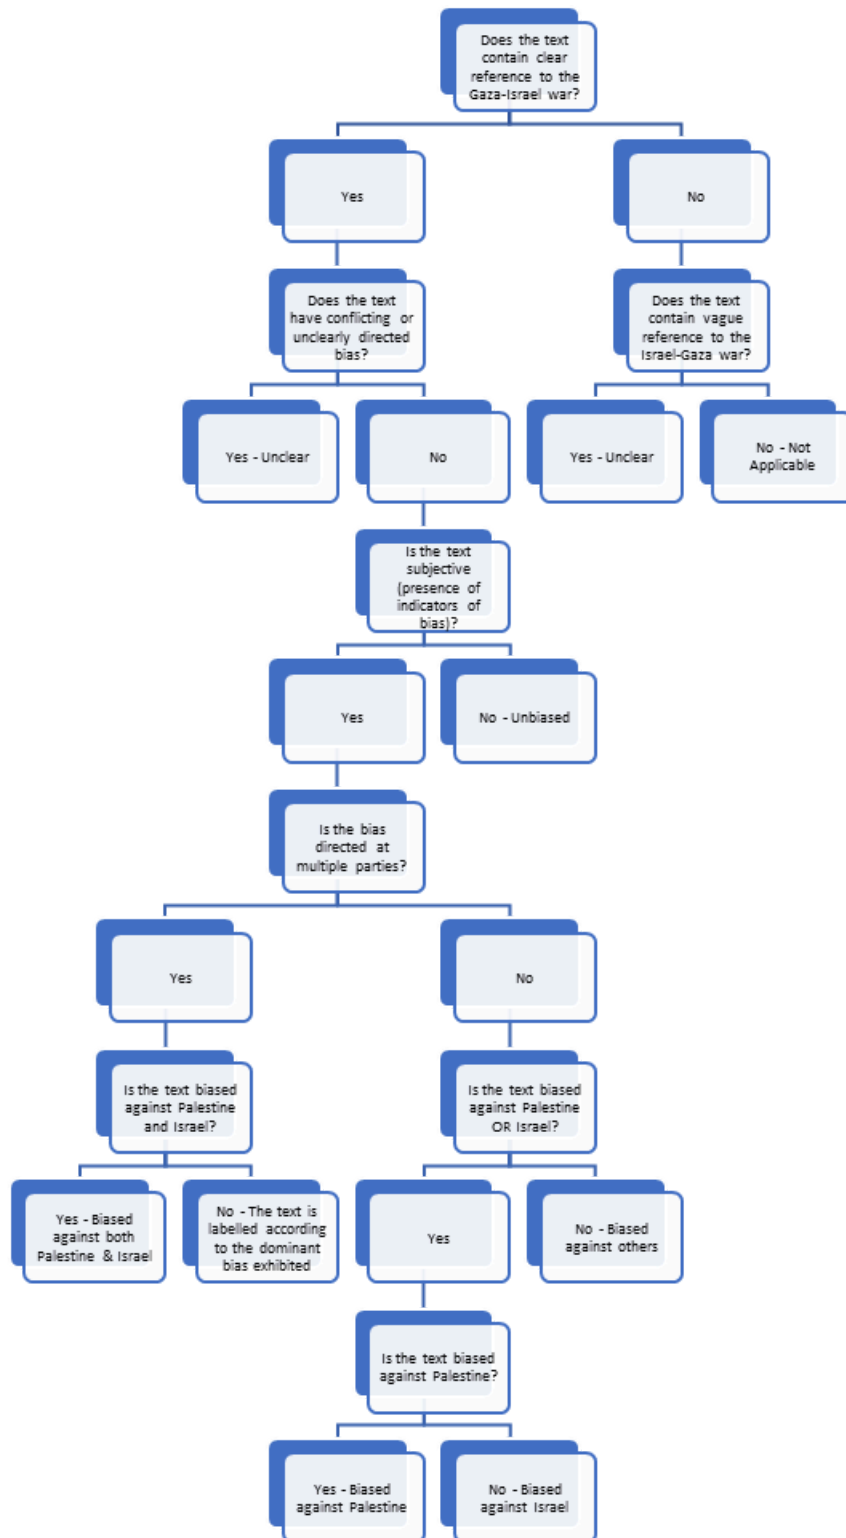 Does the text
contain clear
reference to the
Gaza-Israel war?
Yes
No
Does the text
have conflicting or
unclearly directed
bias?
Does the text
contain vague
reference to the
Israel-Gaza war?
Yes - Unclear
No
Yes - Unclear
No - Not
Applicable
Is the text
subjective
(presence of
indicators of
bias)?
Yes
No - Unbiased
Is the bias
directed at
multiple parties?
Yes
No
Is the text biased
against Palestine
and Israel?
Is the text biased
against Palestine
OR Israel?
Yes - Biased
against both
Palestine & Israel
No - The text is
labelled according
to the dominant
bias exhibited
Yes
No - Biased
against others
Is the text biased
against Palestine?
Yes - Biased
against Palestine
No - Biased
against Israel